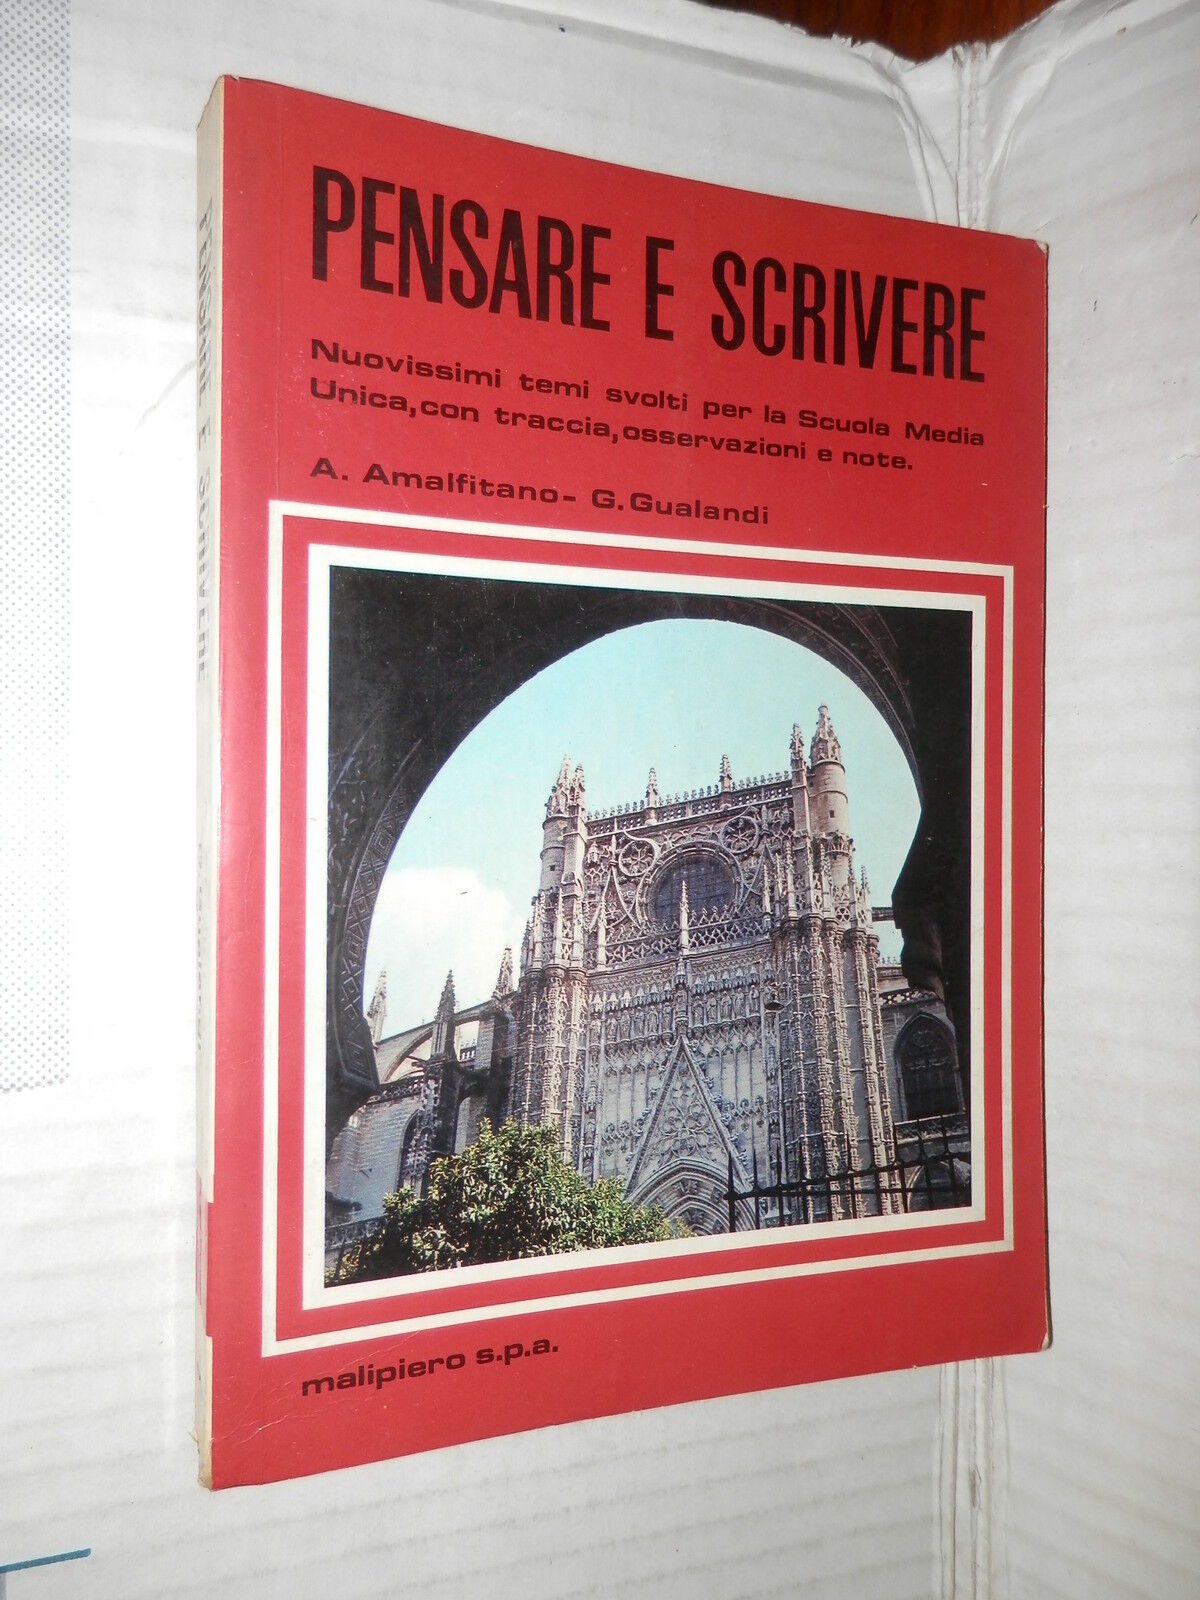 PENSARE E SCRIVERE
Nuovissimi temi svolti per la Scuola Media
Unica, con traccia, osservazioni e note.
A. Amalfitano - G. Gualandi
malipiero s.p.a.
PENSARE E SCRIVERE